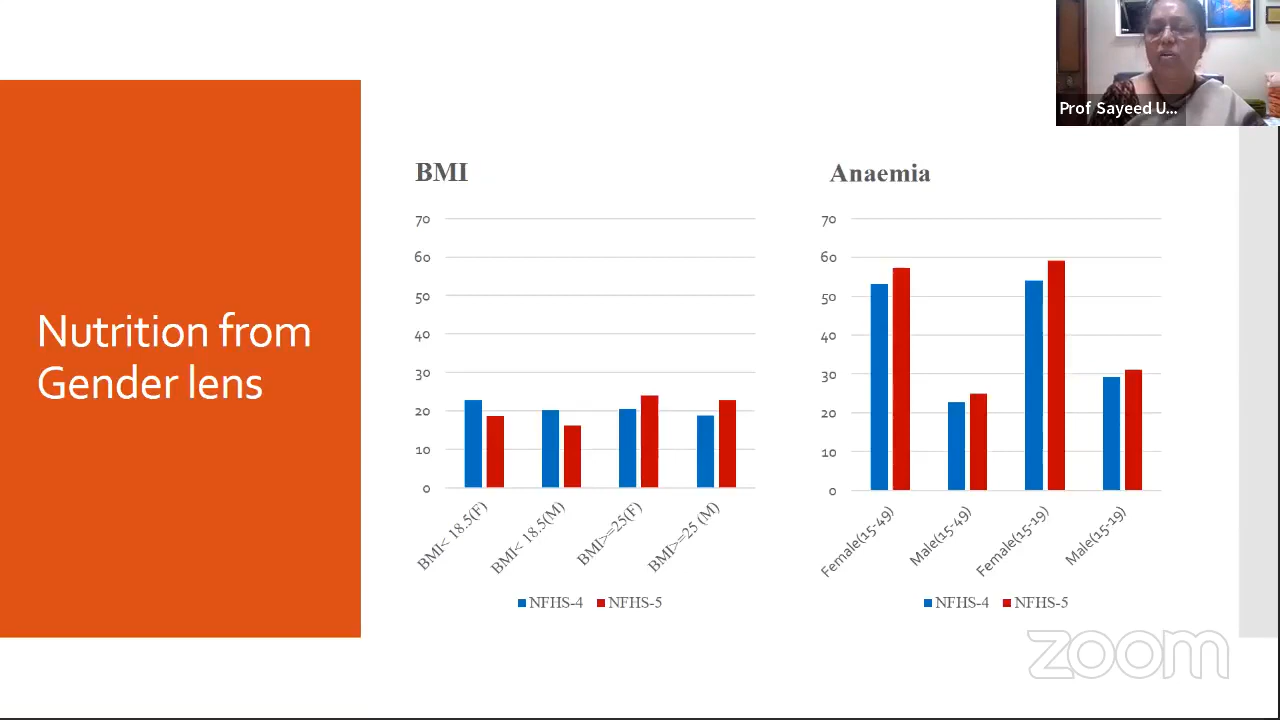 Prof Sayeed U...
Nutrition from
Gender lens
BMI
70
60
50
40
30
20
10
0
BMI< 18.5(F)
BMI< 18.5(M)
BMI>=25(F)
BMI>=25 (M)
NFHS-4 NFHS-5
Anaemia
70
60
50
40
30
20
10
0
Female(15-49)
Male(15-49)
Female(15-19)
Male(15-19)
NFHS-4 NFHS-5
zoom